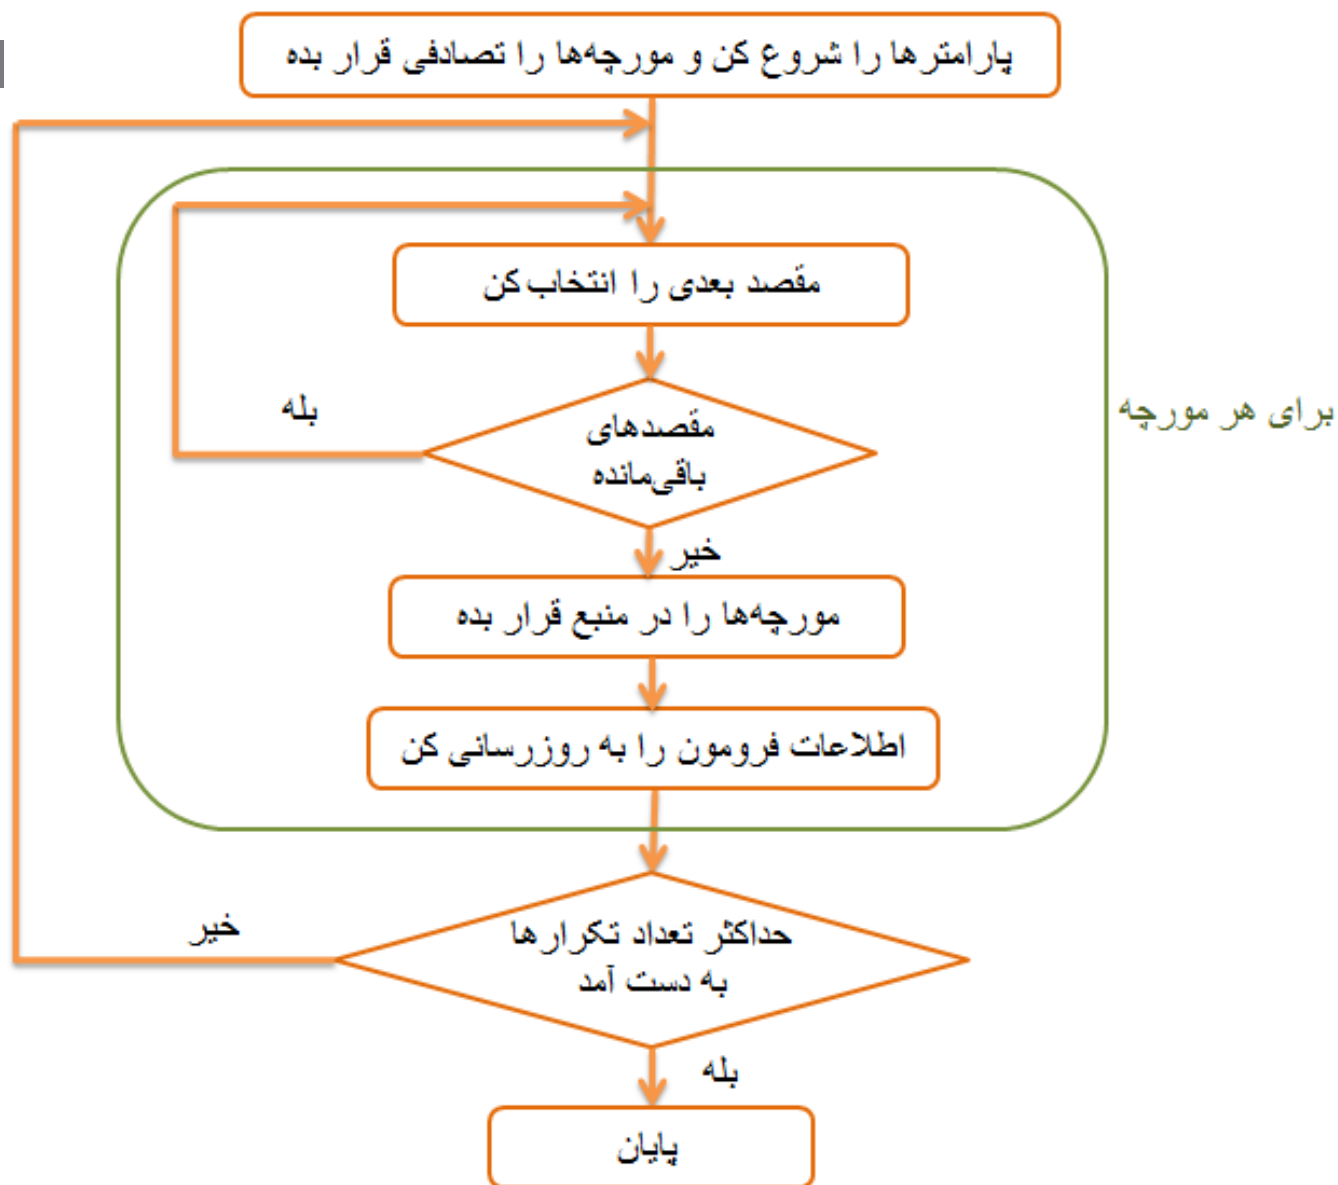 پارامترها را شروع کن و مورچه‌ها را تصادفی قرار بده
مقصد بعدی را انتخاب کن
مقصدهای
باقی‌مانده
بله
برای هر مورچه
خیر
مورچه‌ها را در منبع قرار بده
اطلاعات فرومون را به روزرسانی کن
حداکثر تعداد تکرارها
به دست آمد
خیر
بله
پایان